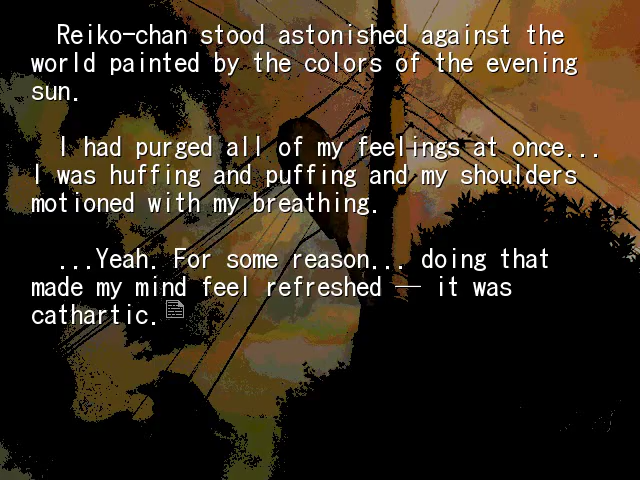 Reiko-chan stood astonished against the
world painted by the colors of the evening
sun.
I had purged all of my feelings at once...
I was huffing and puffing and my shoulders
motioned with my breathing.
...Yeah. For some reason... doing that
made my mind feel refreshed ― it was
cathartic.